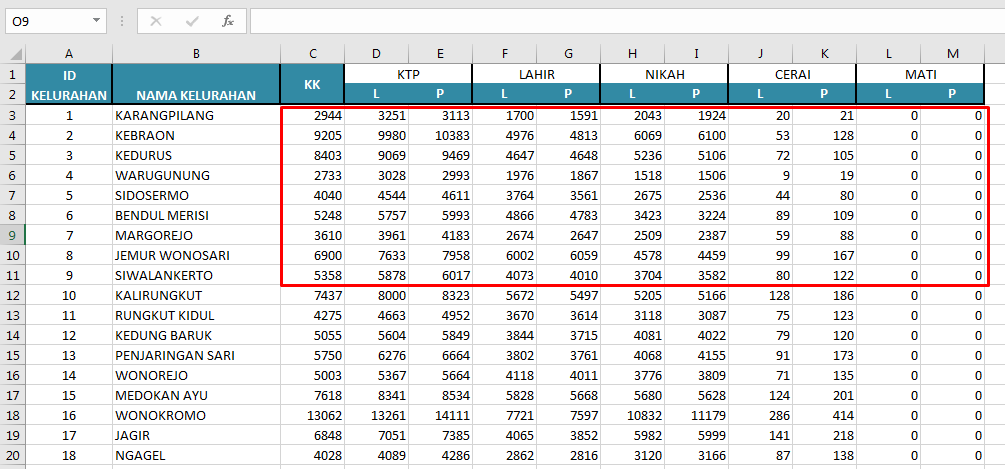 O9 fx
A B C D E F G H I J K L M
1 ID KK KTP LAHIR NIKAH CERAI MATI
2 KELURAHAN NAMA KELURAHAN L P L P L P L P L P
3 1 KARANGPILANG 2944 3251 3113 1700 1591 2043 1924 20 21 0 0
4 2 KEBRAON 9205 9980 10383 4976 4813 6069 6100 53 128 0 0
5 3 KEDURUS 8403 9069 9469 4647 4648 5236 5106 72 105 0 0
6 4 WARUGUNUNG 2733 3028 2993 1976 1867 1518 1506 9 19 0 0
7 5 SIDOSERMO 4040 4544 4611 3764 3561 2675 2536 44 80 0 0
8 6 BENDUL MERISI 5248 5757 5993 4866 4783 3423 3224 89 109 0 0
9 7 MARGOREJO 3610 3961 4183 2674 2647 2509 2387 59 88 0 0
10 8 JEMUR WONOSARI 6900 7633 7958 6002 6059 4578 4459 99 167 0 0
11 9 SIWALANKERTO 5358 5878 6017 4073 4010 3704 3582 80 122 0 0
12 10 KALIRUNGKUT 7437 8000 8323 5672 5497 5205 5166 128 186 0 0
13 11 RUNGKUT KIDUL 4275 4663 4952 3670 3614 3118 3087 75 123 0 0
14 12 KEDUNG BARUK 5055 5604 5849 3844 3715 4081 4022 79 120 0 0
15 13 PENJARINGAN SARI 5750 6276 6664 3802 3761 4068 4155 91 173 0 0
16 14 WONOREJO 5003 5367 5664 4118 4011 3776 3809 71 135 0 0
17 15 MEDOKAN AYU 7618 8341 8534 5828 5668 5680 5628 124 201 0 0
18 16 WONOKROMO 13062 13261 14111 7721 7597 10832 11179 286 414 0 0
19 17 JAGIR 6848 7051 7385 4065 3852 5982 5999 141 218 0 0
20 18 NGAGEL 4028 4089 4286 2862 2816 3120 3166 87 138 0 0